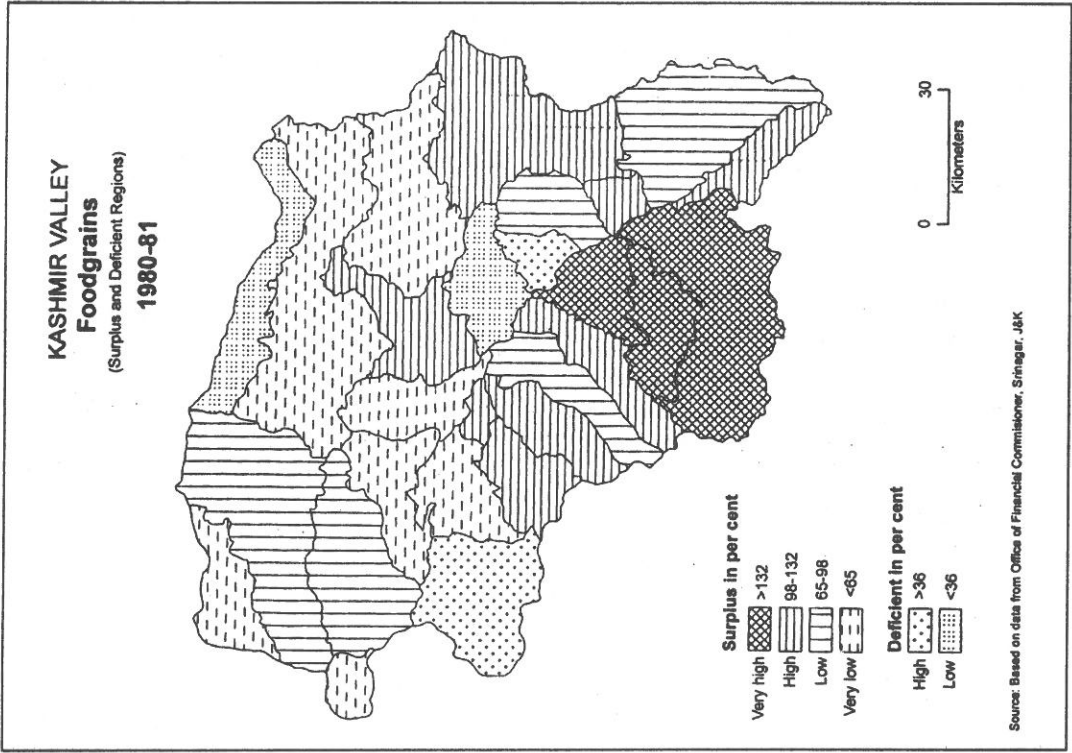 KASHMIR VALLEY
Foodgrains
(Surplus and Deficient Regions)
1980-81
Surplus in per cent
Very high >132
High 98-132
Low 65-98
Very low <65
Deficient in per cent
High >36
Low <36
0 30
Kilometers
Source: Based on data from Office of Financial Commisioner, Srinagar, J&K